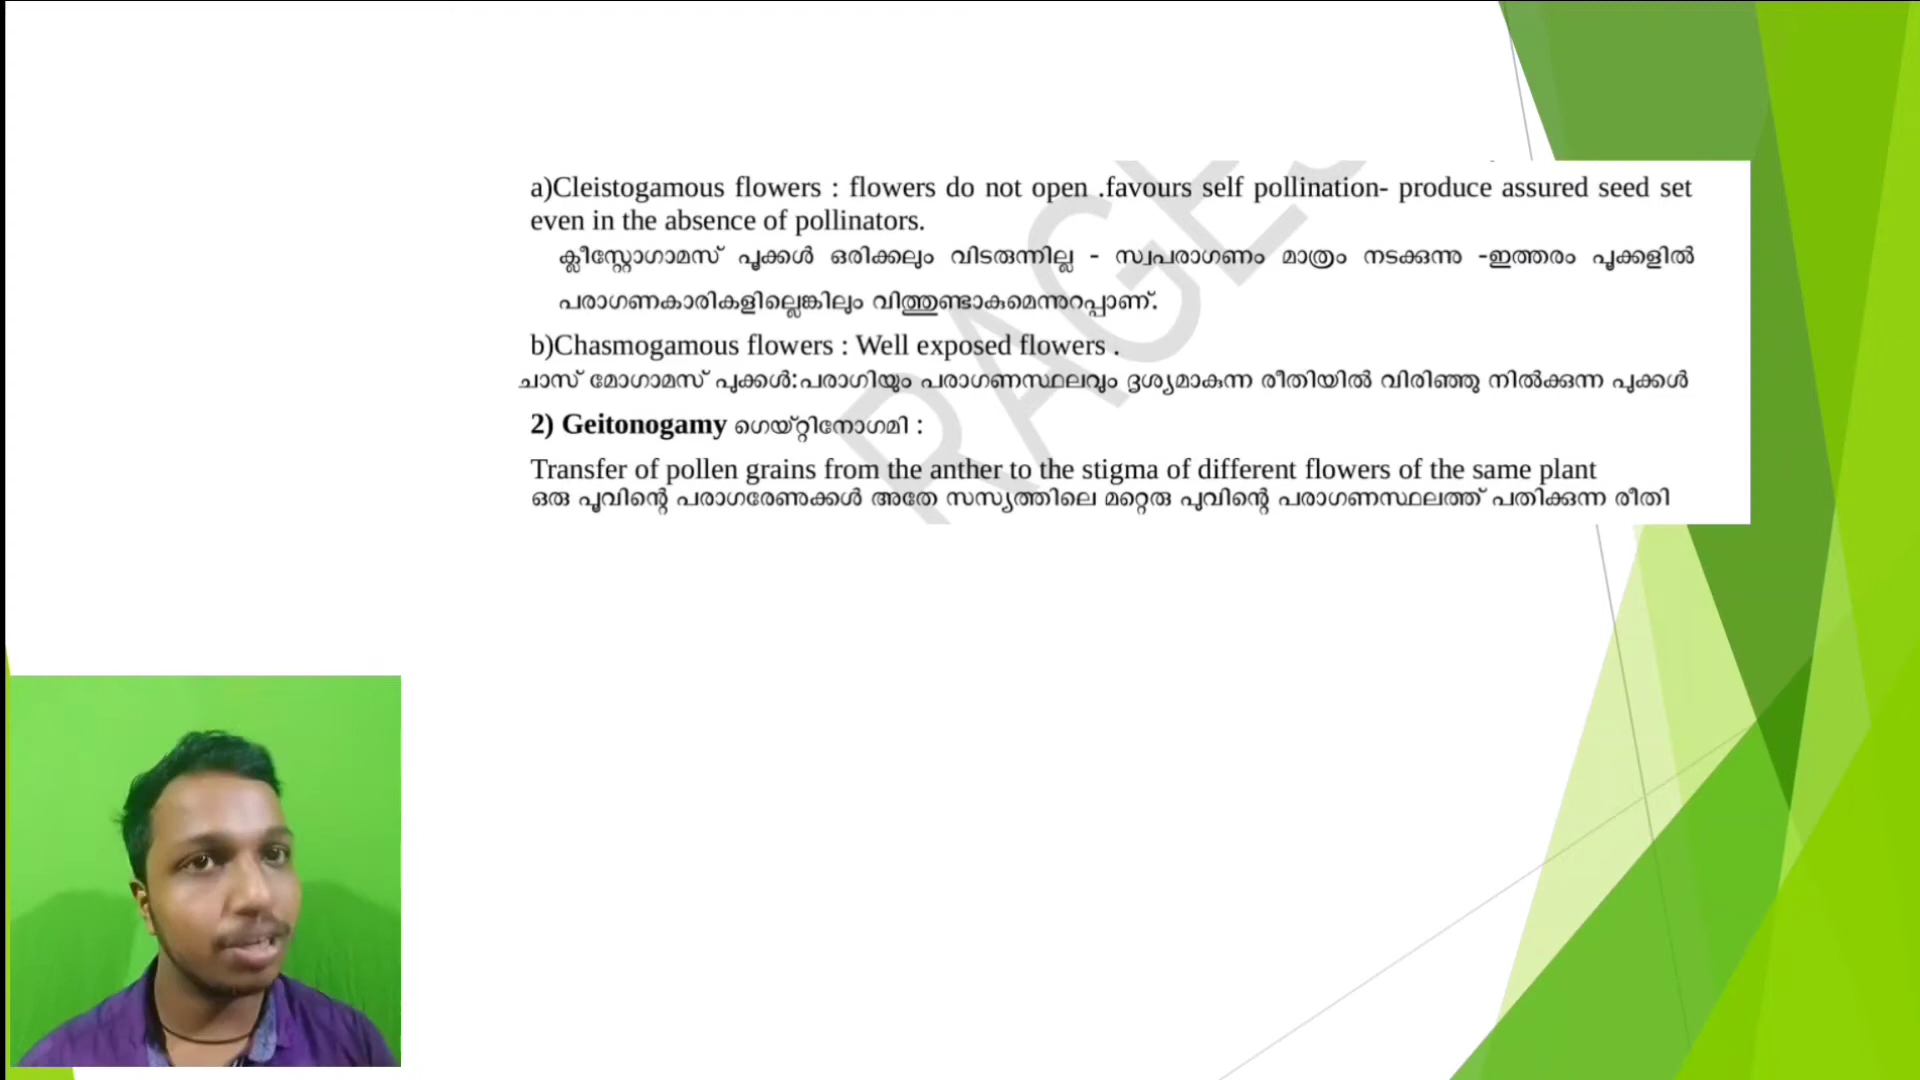 a)Cleistogamous flowers : flowers do not open .favours self pollination- produce assured seed set
even in the absence of pollinators.
ക്ലീസ്റ്റോഗാമസ് പൂക്കൾ ഒരിക്കലും വിടരുന്നില്ല - സ്വപരാഗണം മാത്രം നടക്കുന്നു -ഇത്തരം പൂക്കളിൽ
പരാഗണകാരികളില്ലെങ്കിലും വിത്തുണ്ടാകുമെന്നുറപ്പാണ്.
b)Chasmogamous flowers : Well exposed flowers .
ചാസ് മോഗാമസ് പുക്കൾ:പരാഗിയും പരാഗണസ്ഥലവും ദൃശ്യമാകുന്ന രീതിയിൽ വിരിഞ്ഞു നിൽക്കുന്ന പുക്കൾ
2) Geitonogamy ഗെയ്റ്റിനോഗമി :
Transfer of pollen grains from the anther to the stigma of different flowers of the same plant
ഒരു പൂവിന്റെ പരാഗരേണുക്കൾ അതേ സസ്യത്തിലെ മറ്റെരു പുവിന്റെ പരാഗണസ്ഥലത്ത് പതിക്കുന്ന രീതി